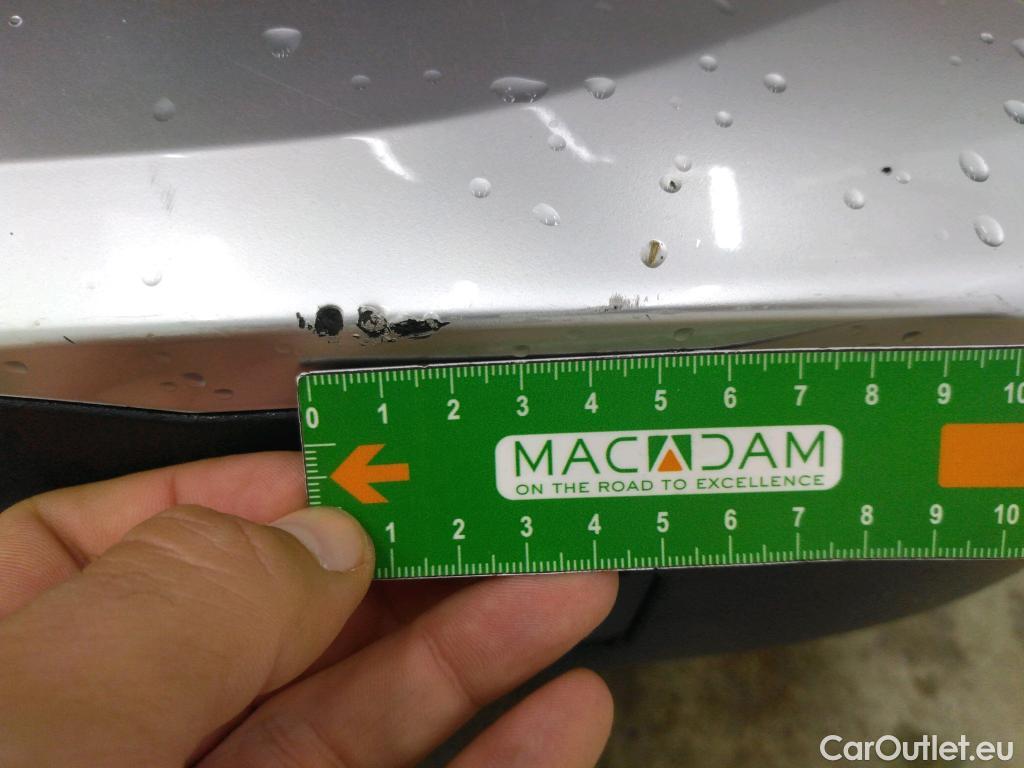 0 1 2 3 4 5 6 7 8 9 10
MACADAM
ON THE ROAD TO EXCELLENCE
1 2 3 4 5 6 7 8 9 10
CarOutlet.eu